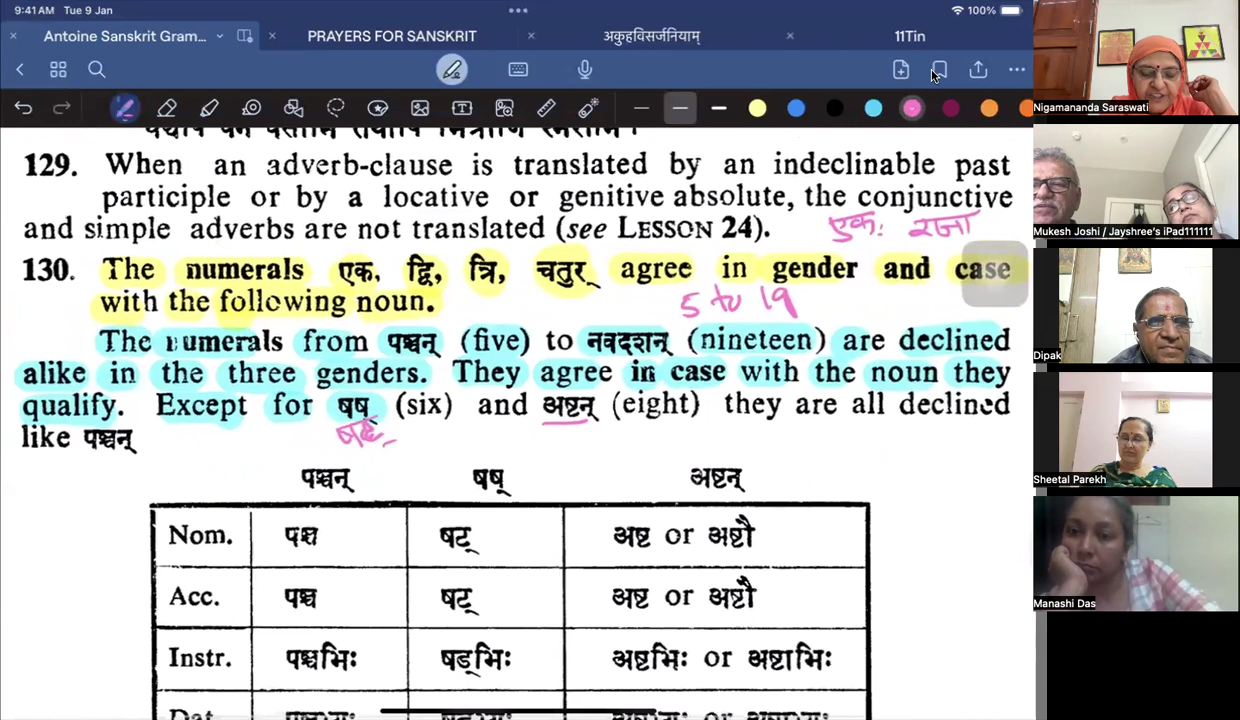 9:41 AM Tue 9 Jan
100%
Antoine Sanskrit Gram...
PRAYERS FOR SANSKRIT
अकुहविसर्जनियाम्
11Tin
129. When an adverb-clause is translated by an indeclinable past
participle or by a locative or genitive absolute, the conjunctive
and simple adverbs are not translated (see LESSON 24).
एकः राजा
130. The numerals एक, द्वि, त्रि, चतुर् agree in gender and case
with the following noun.
5 to 19
The numerals from पञ्चन् (five) to नवदशन् (nineteen) are declined
alike in the three genders. They agree in case with the noun they
qualify. Except for षष् (six) and अष्टन् (eight) they are all declined
like पञ्चन्
पञ्चन् षष् अष्टन्
Nom. पञ्च षट् अष्ट or अष्टौ
Acc. पञ्च षट् अष्ट or अष्टौ
Instr. पञ्चभिः षड्भिः अष्टभिः or अष्टाभिः
Nigamananda Saraswati
Mukesh Joshi / Jayshree's iPad111111
Dipak
Sheetal Parekh
Manashi Das